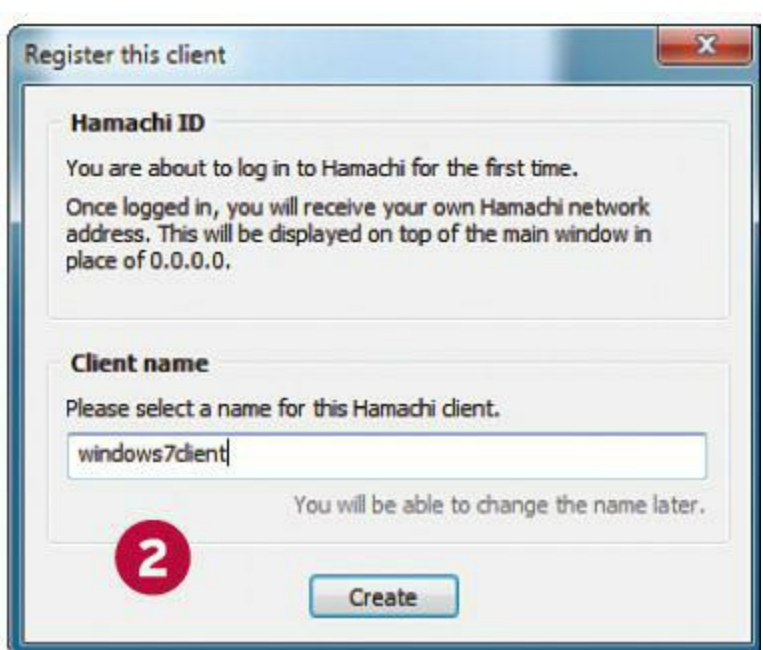 Register this client
Hamachi ID
You are about to log in to Hamachi for the first time.
Once logged in, you will receive your own Hamachi network
address. This will be displayed on top of the main window in
place of 0.0.0.0.
Client name
Please select a name for this Hamachi client.
windows7client
You will be able to change the name later.
2
Create